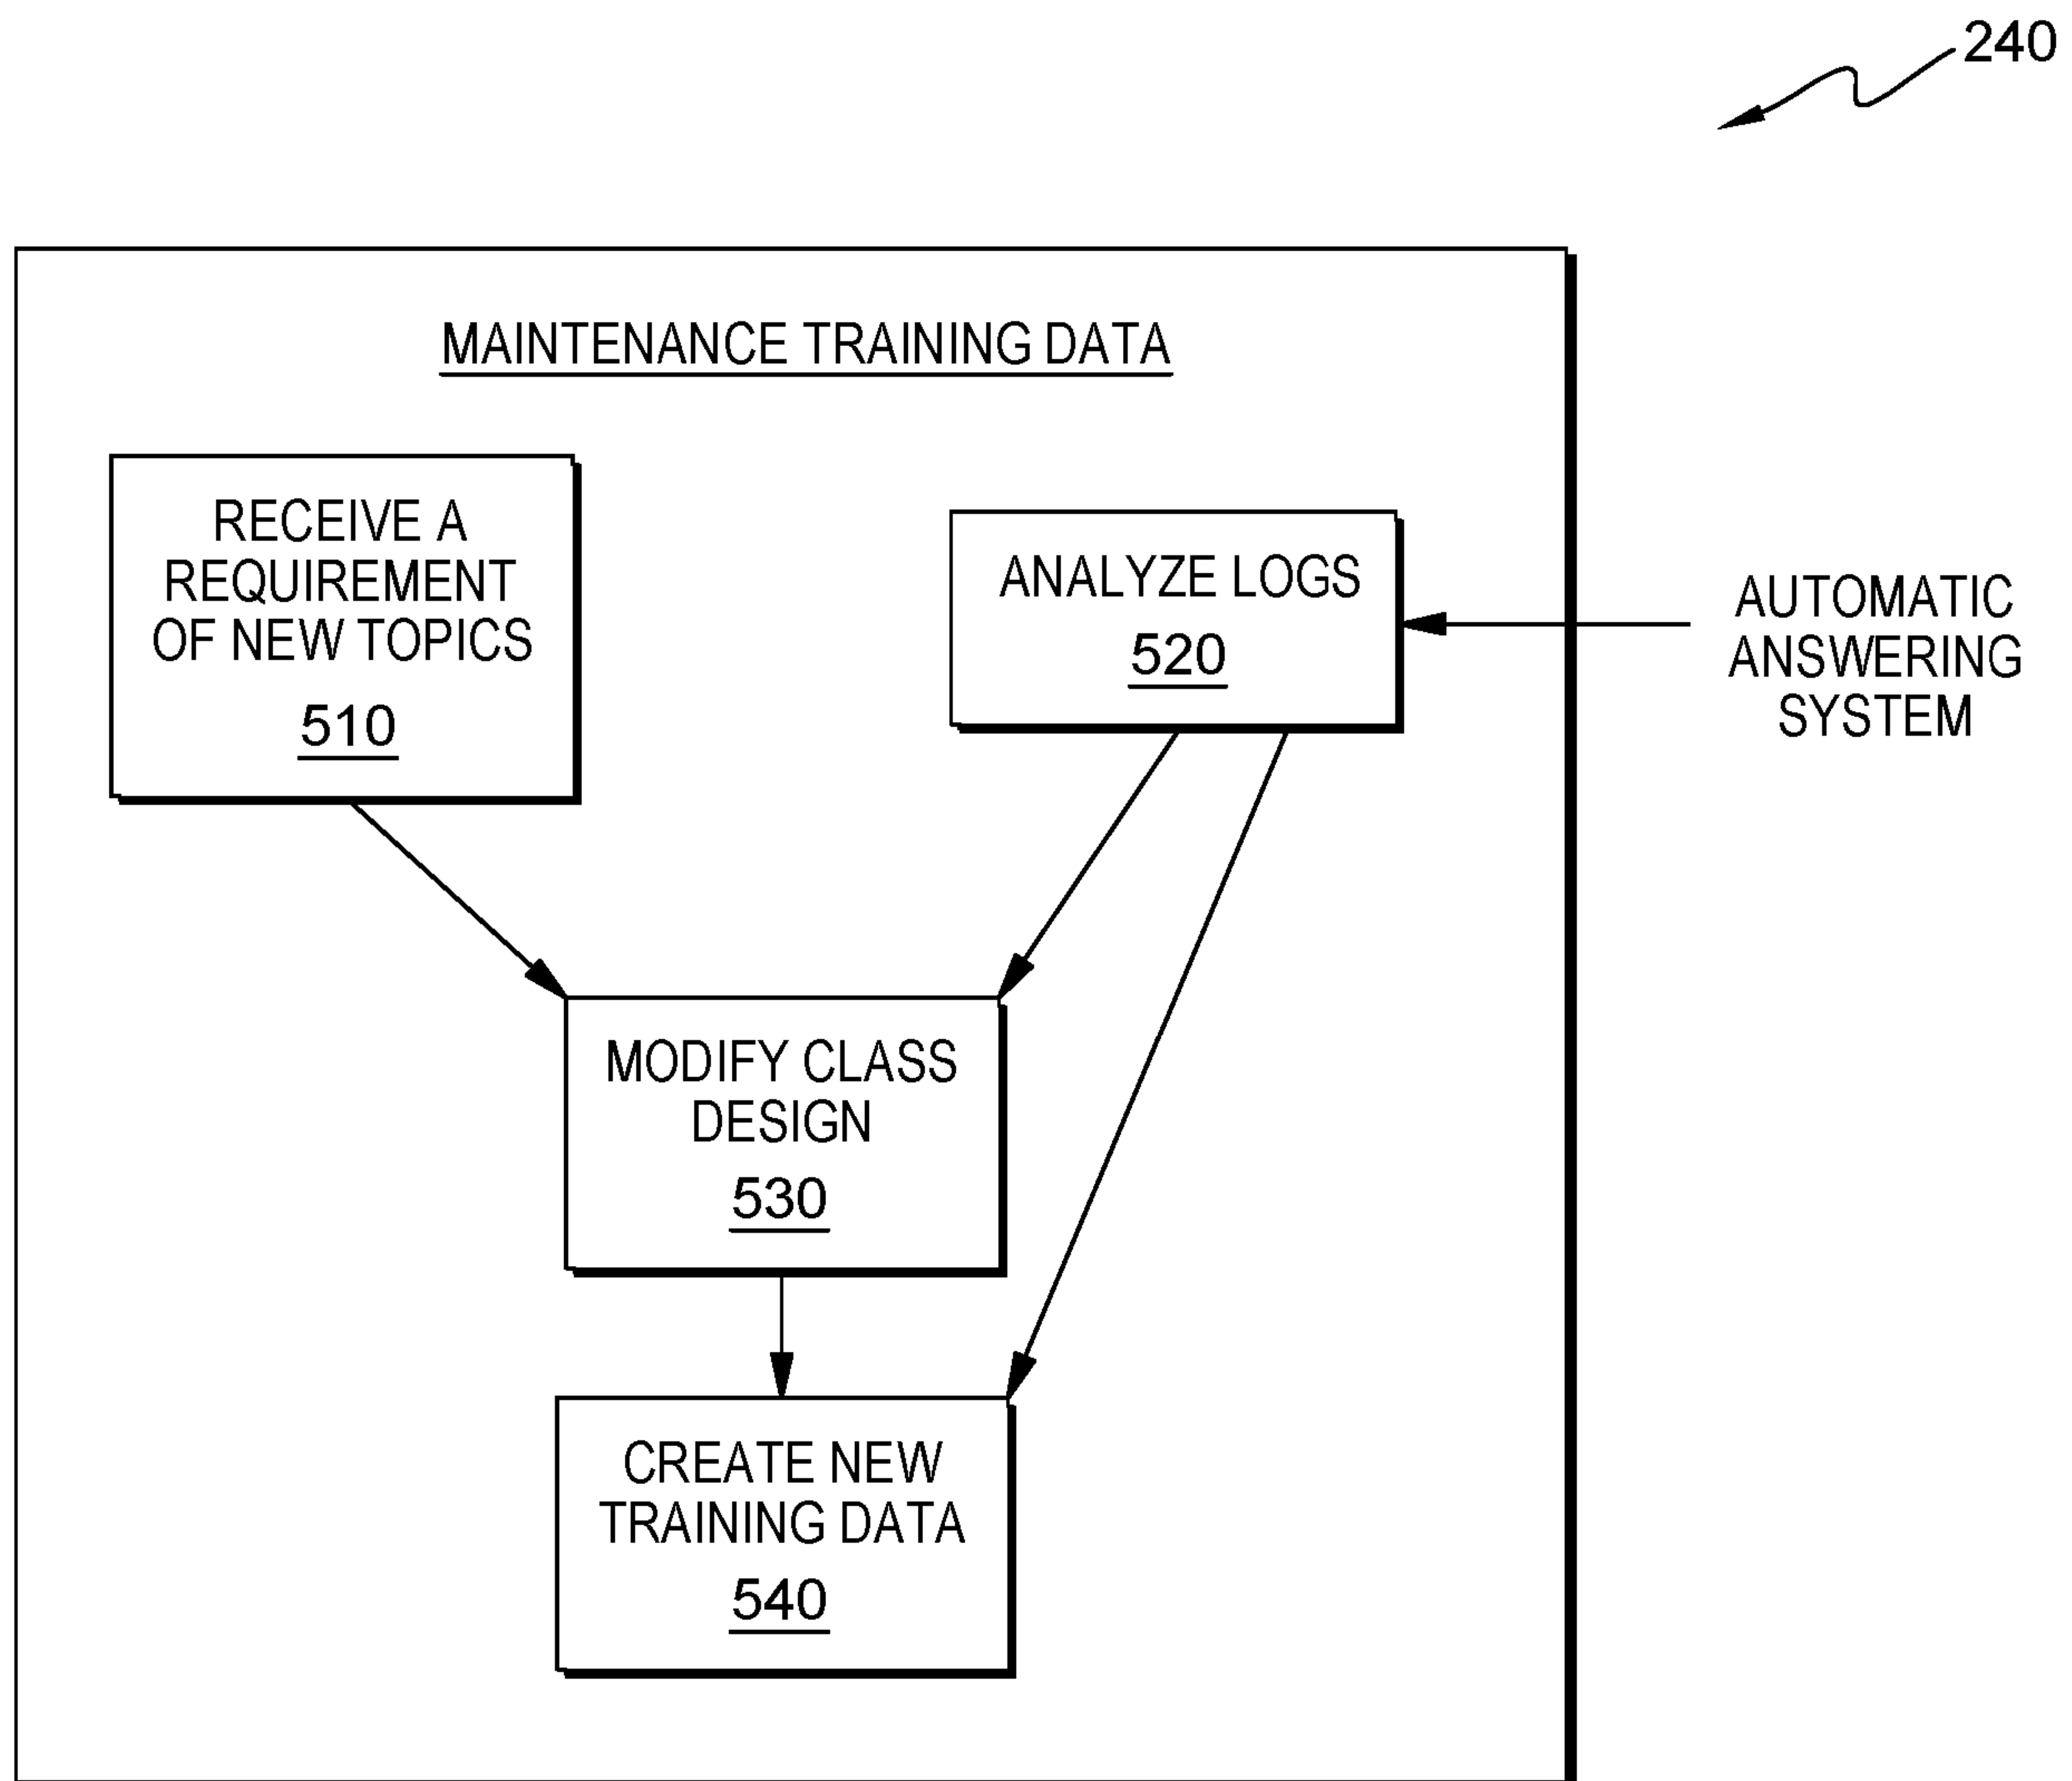 240
MAINTENANCE TRAINING DATA
RECEIVE A
REQUIREMENT
OF NEW TOPICS
510
ANALYZE LOGS
520
AUTOMATIC
ANSWERING
SYSTEM
MODIFY CLASS
DESIGN
530
CREATE NEW
TRAINING DATA
540